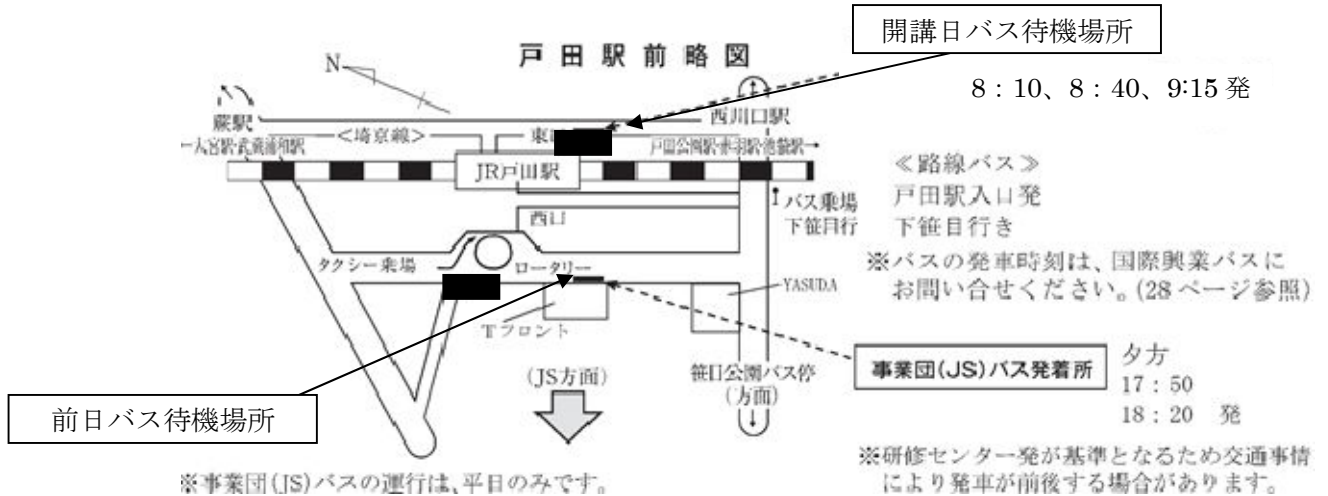 開講日バス待機場所
戸田駅前略図
8：10、8：40、9:15 発
N
蕨駅
西川口駅
＜埼京線＞
東口
←大宮駅・武蔵浦和駅
戸田公園駅・赤羽駅・池袋駅→
JR戸田駅
≪路線バス≫
戸田駅入口発
下笹目行き
バス乗場
下笹目行
西口
タクシー乗場
ロータリー
※バスの発車時刻は、国際興業バスに
お問い合せください。(28ページ参照)
YASUDA
Tフロント
(JS方面)
笹目公園バス停
(方面)
事業団(JS)バス発着所
夕方
17：50
18：20　発
前日バス待機場所
※研修センター発が基準となるため交通事情
により発車が前後する場合があります。
※事業団(JS)バスの運行は、平日のみです。